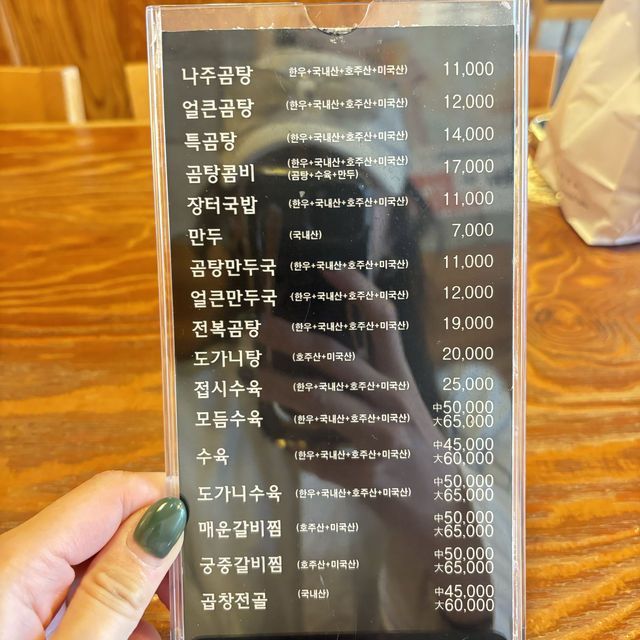 나주곰탕 한우+국내산+호주산+미국산) 11,000
얼큰곰탕 (한우+국내산+호주산+미국산) 12,000
특곰탕 (한우+국내산+호주산+미국산) 14,000
곰탕콤비 (한우+국내산+호주산+미국산) 17,000
(곰탕+수육+만두)
장터국밥 (한우+국내산+호주산+미국산) 11,000
만두 (국내산) 7,000
곰탕만두국 (한우+국내산+호주산+미국산) 11,000
얼큰만두국 (한우+국내산+호주산+미국산) 12,000
전복곰탕 (한우+국내산+호주산+미국산) 19,000
도가니탕 (호주산+미국산) 20,000
접시수육 (한우+국내산+호주산+미국산) 25,000
모듬수육 (한우+국내산+호주산+미국산) 中50,000
大65,000
수육 (한우+국내산+호주산+미국산) 中45,000
大60,000
도가니수육 (한우+국내산+호주산+미국산) 中50,000
大65,000
매운갈비찜 (호주산+미국산) 中50,000
大65,000
궁중갈비찜 (호주산+미국산) 中50,000
大65,000
곱창전골 (국내산) 中45,000
大60,000